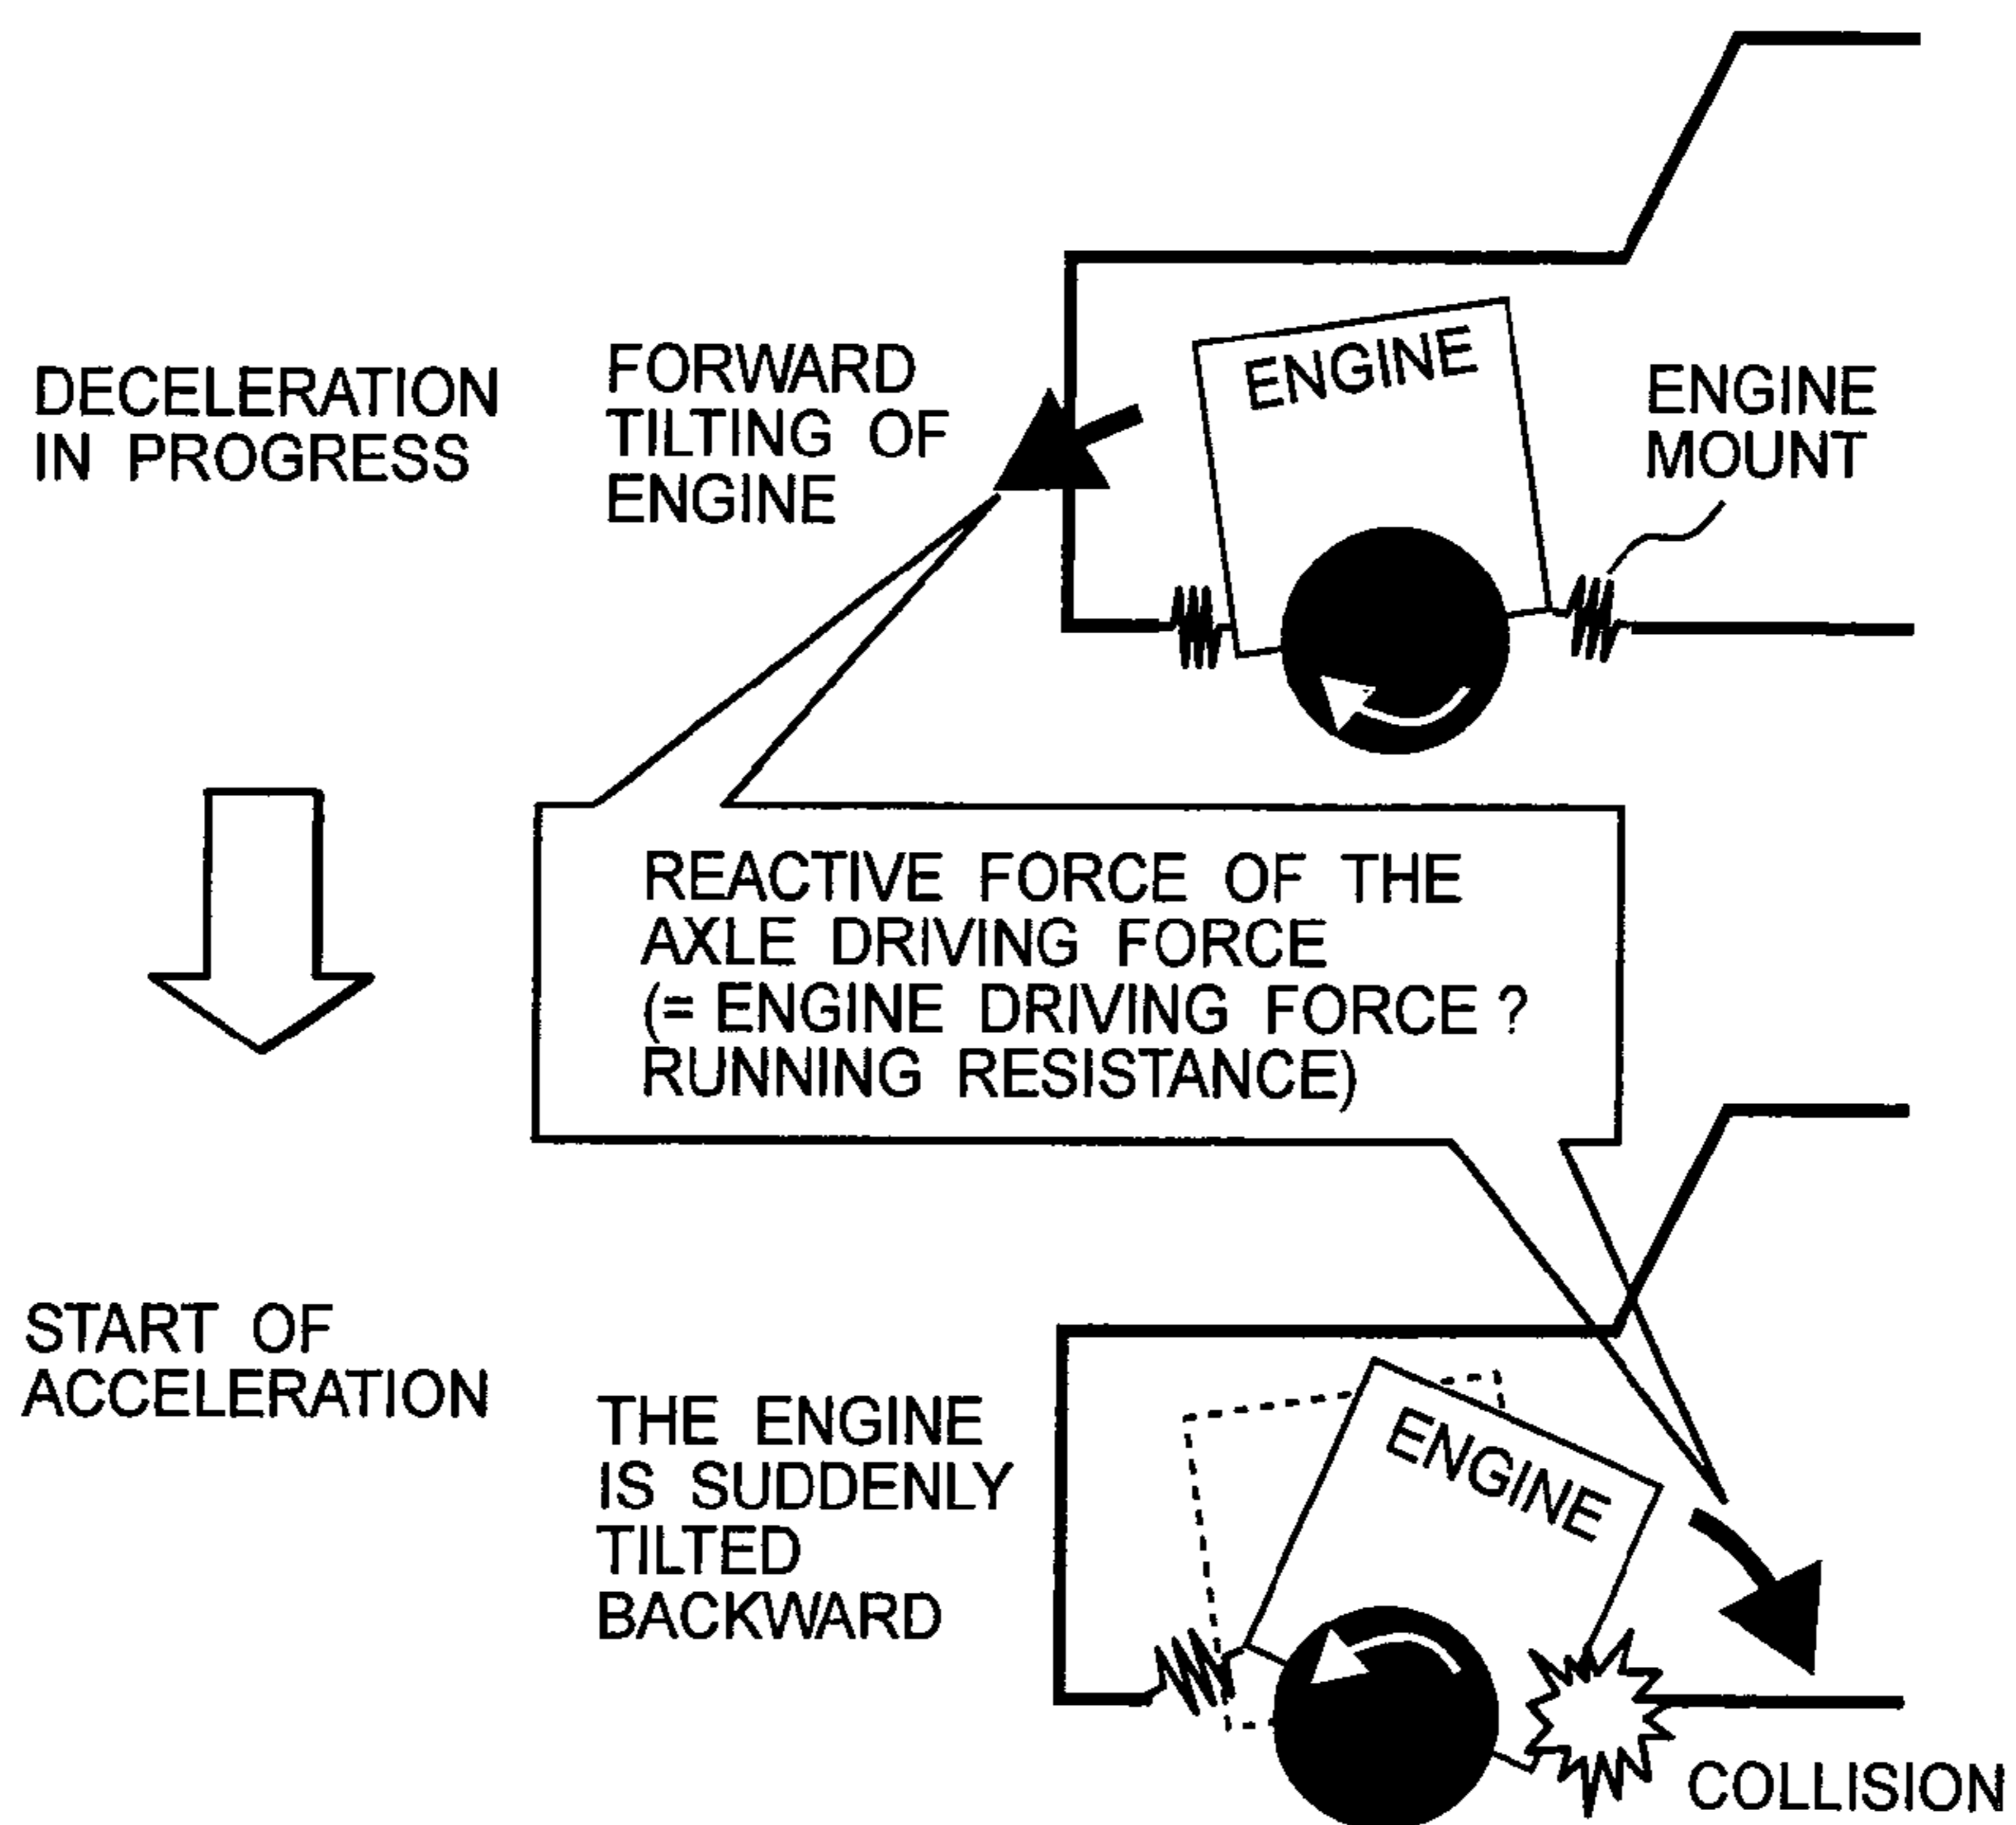 DECELERATION
IN PROGRESS
FORWARD
TILTING OF
ENGINE
ENGINE
ENGINE
MOUNT
REACTIVE FORCE OF THE
AXLE DRIVING FORCE
(= ENGINE DRIVING FORCE ?
RUNNING RESISTANCE)
START OF
ACCELERATION
THE ENGINE
IS SUDDENLY
TILTED
BACKWARD
ENGINE
COLLISION